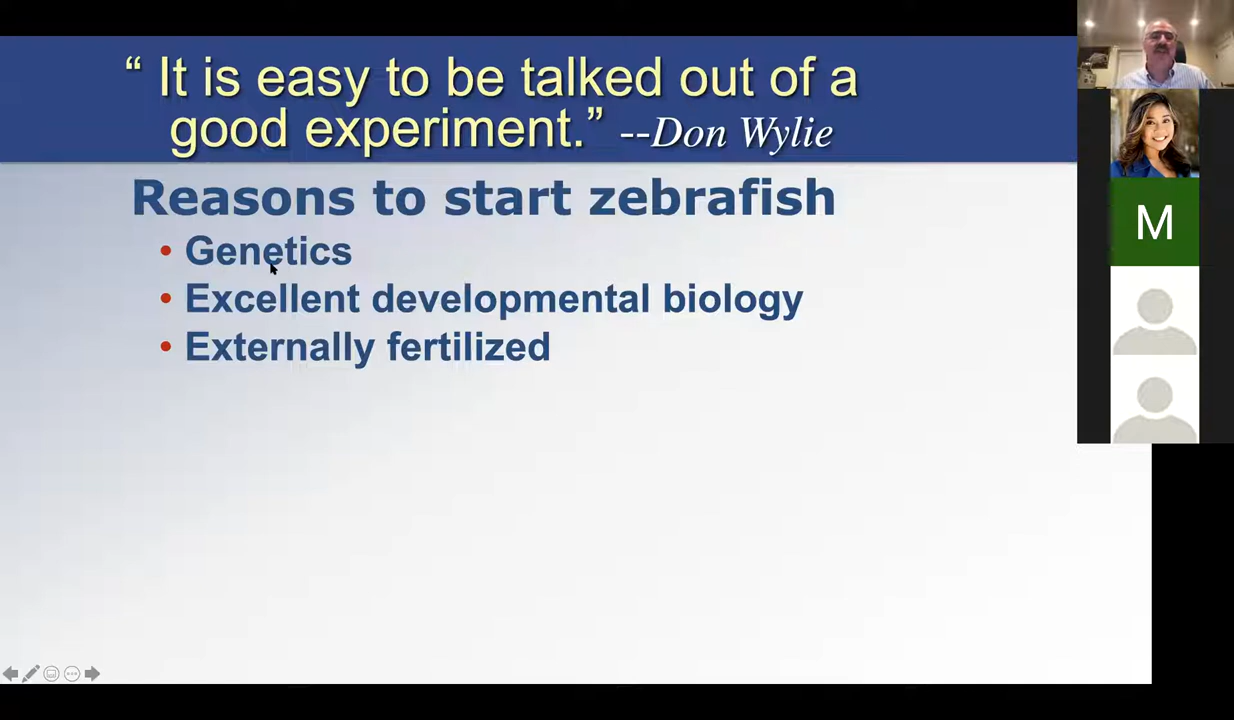 “ It is easy to be talked out of a
good experiment.” --Don Wylie
Reasons to start zebrafish
• Genetics
• Excellent developmental biology
• Externally fertilized
M